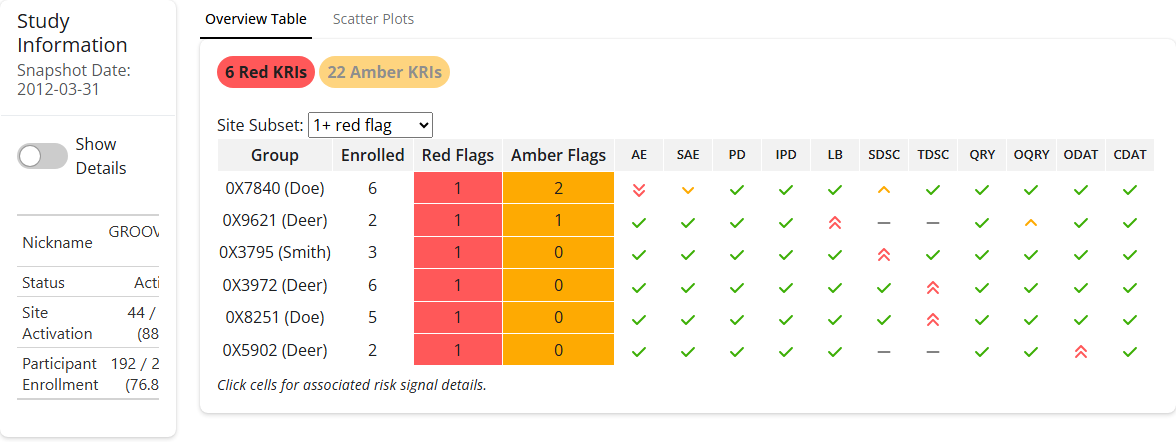 Study
Information
Snapshot Date:
2012-03-31
Show
Details
Nickname GROOV
Status Acti
Site 44 /
Activation (88
Participant 192 / 2
Enrollment (76.8
Overview Table Scatter Plots
6 Red KRIs 22 Amber KRIs
Site Subset: 1+ red flag
Group Enrolled Red Flags Amber Flags AE SAE PD IPD LB SDSC TDSC QRY OQRY ODAT CDAT
0X7840 (Doe) 6 1 2
0X9621 (Deer) 2 1 1
0X3795 (Smith) 3 1 0
0X3972 (Deer) 6 1 0
0X8251 (Doe) 5 1 0
0X5902 (Deer) 2 1 0
Click cells for associated risk signal details.